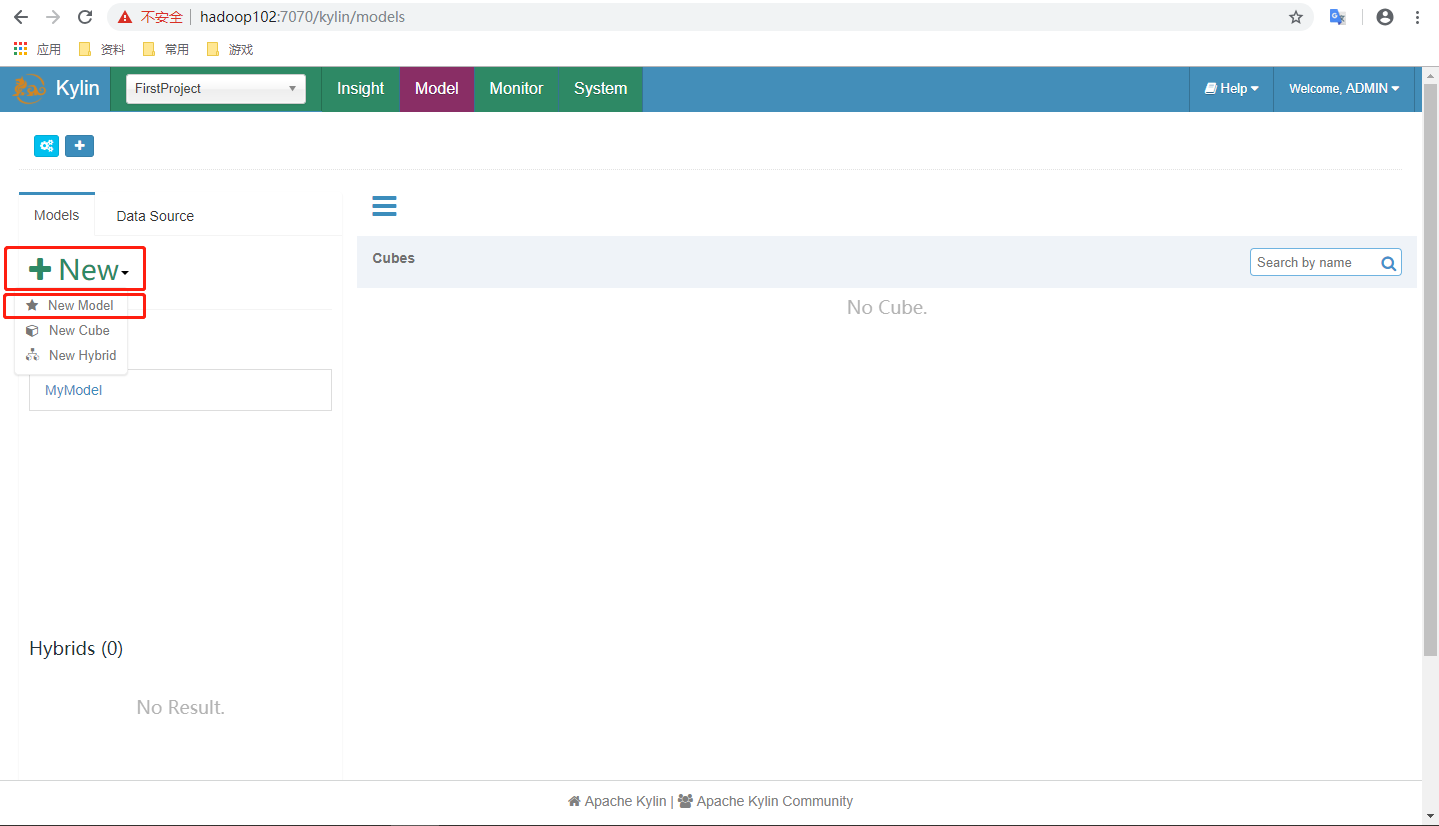 不安全 hadoop102:7070/kylin/models
应用 资料 常用 游戏
Kylin FirstProject Insight Model Monitor System Help Welcome, ADMIN
Models Data Source
New
Cubes Search by name
New Model
No Cube.
New Cube
New Hybrid
MyModel
Hybrids (0)
No Result.
Apache Kylin | Apache Kylin Community